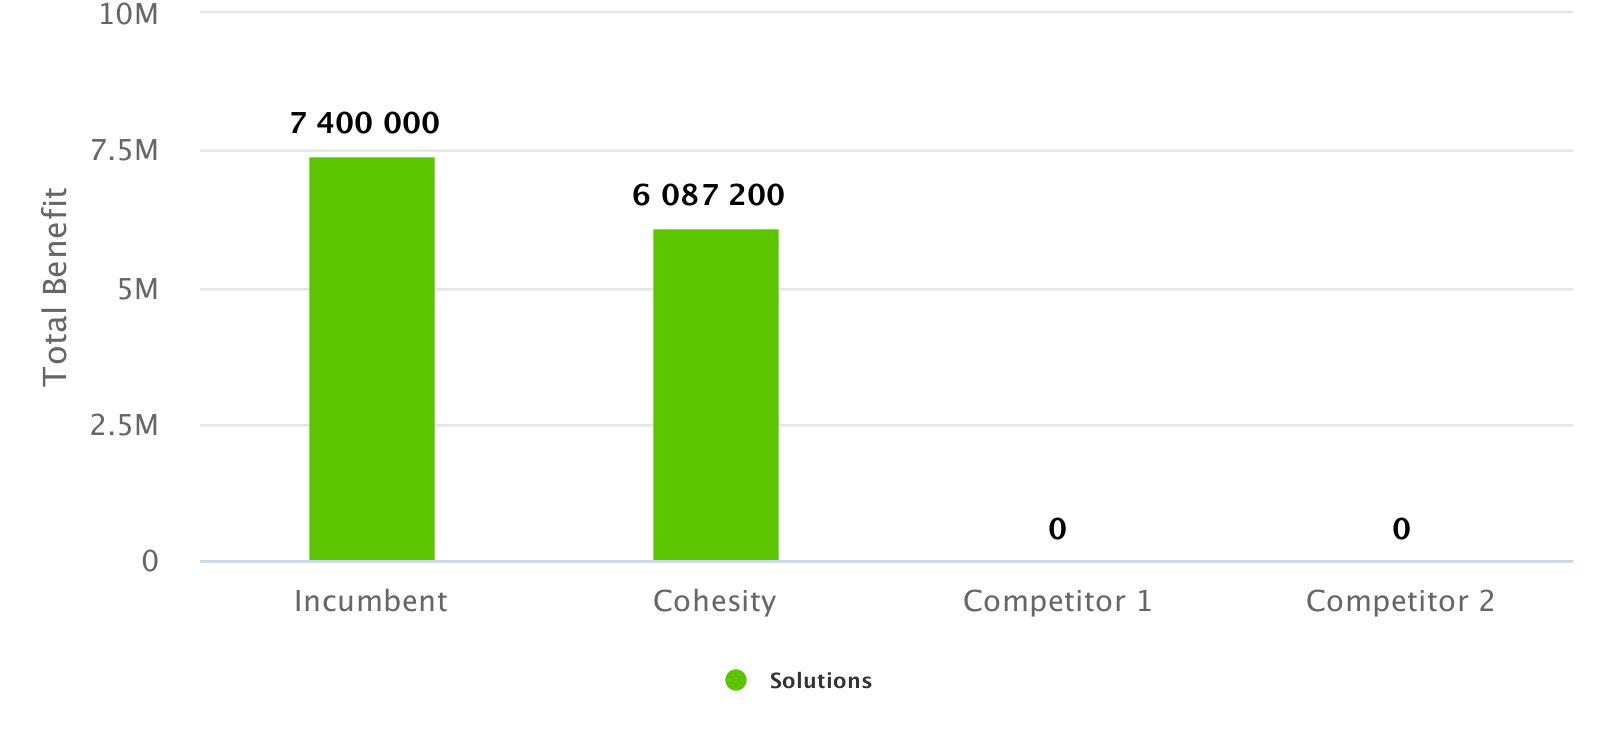 Total Benefit
10M
7.5M
5M
2.5M
0
7 400 000
6 087 200
0
0
Incumbent
Cohesity
Competitor 1
Competitor 2
Solutions